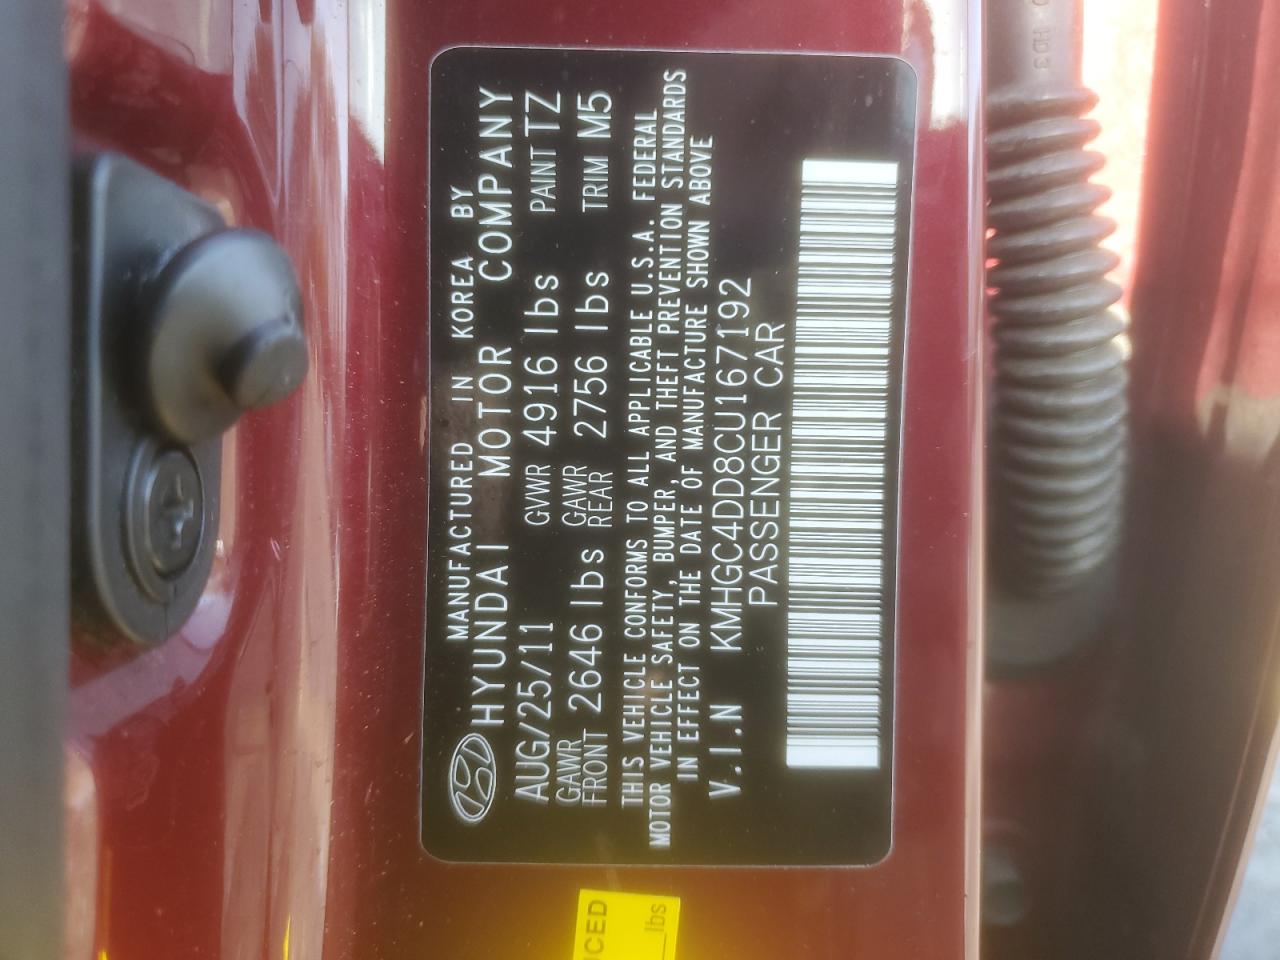 MANUFACTURED IN KOREA BY
HYUNDAI MOTOR COMPANY
AUG/25/11 GVWR 4916 lbs PAINT TZ
GAWR FRONT 2646 lbs GAWR REAR 2756 lbs TRIM M5
THIS VEHICLE CONFORMS TO ALL APPLICABLE U.S.A. FEDERAL
MOTOR VEHICLE SAFETY, BUMPER, AND THEFT PREVENTION STANDARDS
IN EFFECT ON THE DATE OF MANUFACTURE SHOWN ABOVE
V.I.N KMHGC4DD8CU167192
PASSENGER CAR
UCED
lbs
HD3